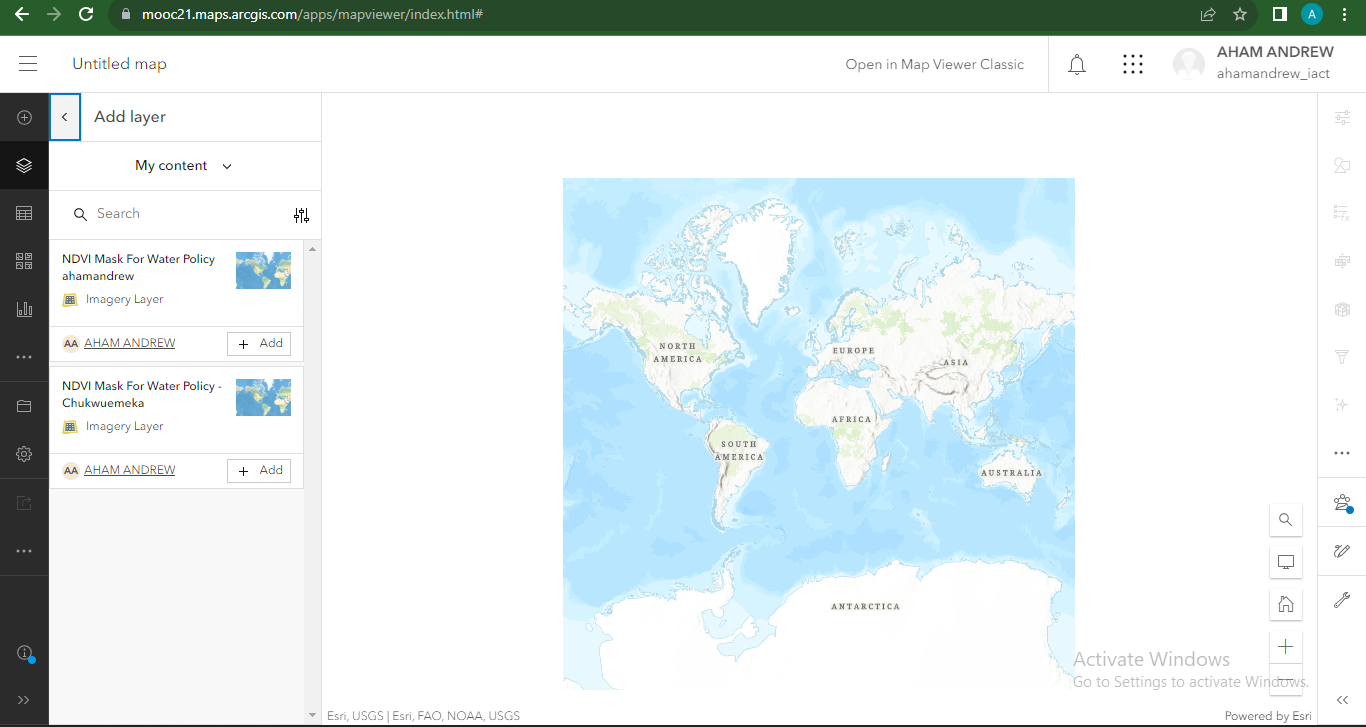 mooc21.maps.arcgis.com/apps/mapviewer/index.html#
A
Untitled map
Open in Map Viewer Classic
AHAM ANDREW
ahamandrew_iact
Add layer
My content
Search
NDVI Mask For Water Policy
ahamandrew
Imagery Layer
AA AHAM ANDREW
+ Add
NDVI Mask For Water Policy -
Chukwuemeka
Imagery Layer
AA AHAM ANDREW
+ Add
NORTH
AMERICA
EUROPE
ASIA
AFRICA
SOUTH
AMERICA
AUSTRALIA
ANTARCTICA
Activate Windows
Go to Settings to activate Windows.
Esri, USGS | Esri, FAO, NOAA, USGS
Powered by Esri